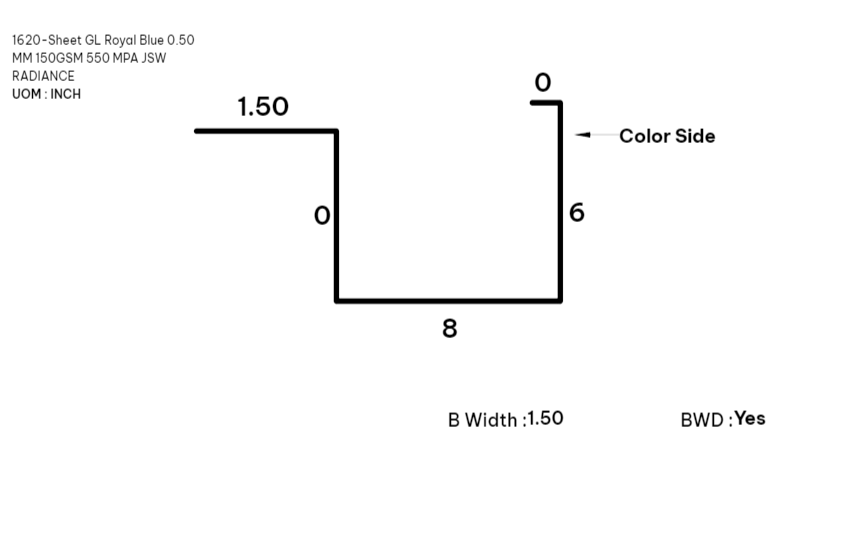 1620-Sheet GL Royal Blue 0.50
MM 150GSM 550 MPA JSW
RADIANCE
UOM : INCH
0
1.50
Color Side
0
6
8
B Width :1.50
BWD :Yes